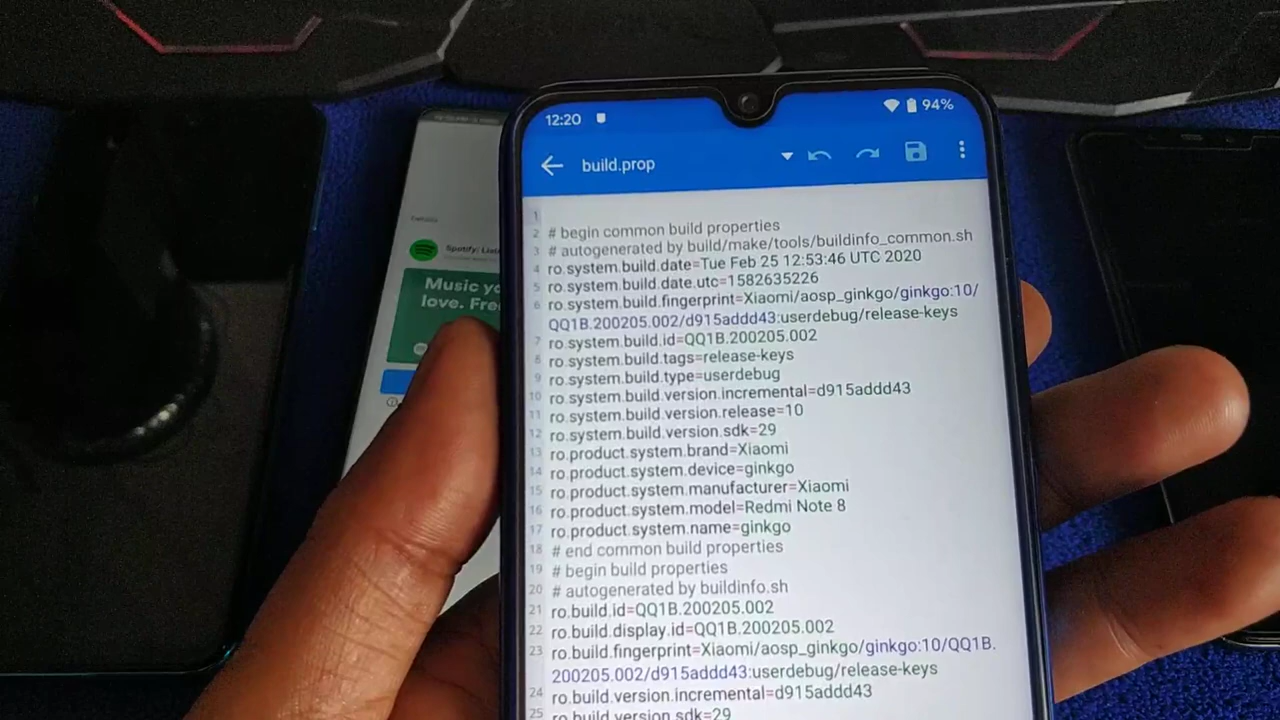 12:20 94%
build.prop
1
2 # begin common build properties
3 # autogenerated by build/make/tools/buildinfo_common.sh
4 ro.system.build.date=Tue Feb 25 12:53:46 UTC 2020
5 ro.system.build.date.utc=1582635226
6 ro.system.build.fingerprint=Xiaomi/aosp_ginkgo/ginkgo:10/
QQ1B.200205.002/d915addd43:userdebug/release-keys
7 ro.system.build.id=QQ1B.200205.002
8 ro.system.build.tags=release-keys
9 ro.system.build.type=userdebug
10 ro.system.build.version.incremental=d915addd43
11 ro.system.build.version.release=10
12 ro.system.build.version.sdk=29
13 ro.product.system.brand=Xiaomi
14 ro.product.system.device=ginkgo
15 ro.product.system.manufacturer=Xiaomi
16 ro.product.system.model=Redmi Note 8
17 ro.product.system.name=ginkgo
18 # end common build properties
19 # begin build properties
20 # autogenerated by buildinfo.sh
21 ro.build.id=QQ1B.200205.002
22 ro.build.display.id=QQ1B.200205.002
23 ro.build.fingerprint=Xiaomi/aosp_ginkgo/ginkgo:10/QQ1B.
200205.002/d915addd43:userdebug/release-keys
24 ro.build.version.incremental=d915addd43
25 ro.build.version.sdk=29
Spotify:
Music
love.